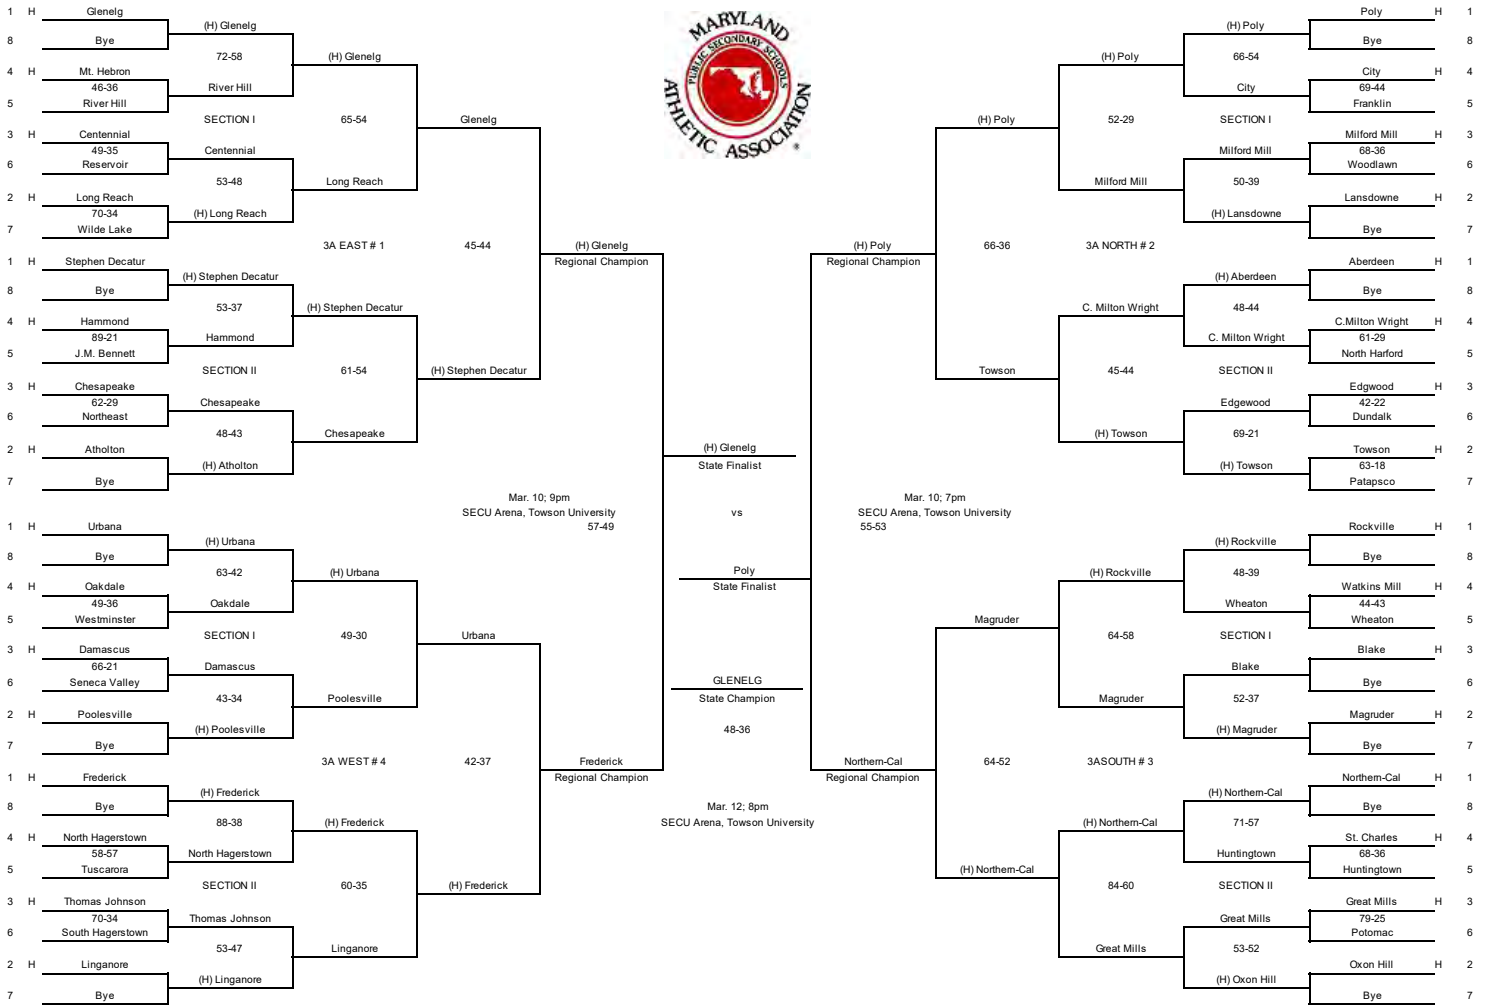 1 H Glenelg
8 Bye
(H) Glenelg
72-58
4 H Mt. Hebron
46-36
5 River Hill
River Hill
(H) Glenelg
SECTION I
65-54
3 H Centennial
49-35
6 Reservoir
Centennial
53-48
2 H Long Reach
70-34
7 Wilde Lake
(H) Long Reach
Long Reach
Glenelg
3A EAST # 1
45-44
1 H Stephen Decatur
8 Bye
(H) Stephen Decatur
53-37
4 H Hammond
89-21
5 J.M. Bennett
Hammond
(H) Stephen Decatur
SECTION II
61-54
3 H Chesapeake
62-29
6 Northeast
Chesapeake
48-43
2 H Atholton
7 Bye
(H) Atholton
Chesapeake
(H) Stephen Decatur
(H) Glenelg
Regional Champion
1 H Urbana
8 Bye
(H) Urbana
63-42
4 H Oakdale
49-36
5 Westminster
Oakdale
(H) Urbana
SECTION I
49-30
3 H Damascus
66-21
6 Seneca Valley
Damascus
43-34
2 H Poolesville
7 Bye
(H) Poolesville
Poolesville
Urbana
3A WEST # 4
42-37
1 H Frederick
8 Bye
(H) Frederick
88-38
4 H North Hagerstown
58-57
5 Tuscarora
North Hagerstown
(H) Frederick
SECTION II
60-35
3 H Thomas Johnson
70-34
6 South Hagerstown
Thomas Johnson
53-47
2 H Linganore
7 Bye
(H) Linganore
Linganore
(H) Frederick
Frederick
Regional Champion
MARYLAND
PUBLIC SECONDARY SCHOOLS
ATHLETIC ASSOCIATION
®
(H) Glenelg
State Finalist
Mar. 10; 9pm
SECU Arena, Towson University
57-49
vs
Mar. 10; 7pm
SECU Arena, Towson University
55-53
Poly
State Finalist
GLENELG
State Champion
48-36
Mar. 12; 8pm
SECU Arena, Towson University
Poly H 1
Bye 8
(H) Poly
66-54
City H 4
69-44
Franklin 5
City
(H) Poly
SECTION I
52-29
Milford Mill H 3
68-36
Woodlawn 6
Milford Mill
50-39
Lansdowne H 2
Bye 7
(H) Lansdowne
Milford Mill
(H) Poly
3A NORTH # 2
66-36
Aberdeen H 1
Bye 8
(H) Aberdeen
48-44
C.Milton Wright H 4
61-29
North Harford 5
C. Milton Wright
C. Milton Wright
SECTION II
45-44
Edgwood H 3
42-22
Dundalk 6
Edgewood
69-21
Towson H 2
63-18
Patapsco 7
(H) Towson
(H) Towson
Towson
(H) Poly
Regional Champion
Rockville H 1
Bye 8
(H) Rockville
48-39
Watkins Mill H 4
44-43
Wheaton 5
Wheaton
(H) Rockville
SECTION I
64-58
Blake H 3
Bye 6
Blake
52-37
Magruder H 2
Bye 7
(H) Magruder
Magruder
Magruder
3ASOUTH # 3
64-52
Northern-Cal H 1
Bye 8
(H) Northern-Cal
71-57
St. Charles H 4
68-36
Huntingtown 5
Huntingtown
(H) Northern-Cal
SECTION II
84-60
Great Mills H 3
79-25
Potomac 6
Great Mills
53-52
Oxon Hill H 2
Bye 7
(H) Oxon Hill
Great Mills
(H) Northern-Cal
Northern-Cal
Regional Champion